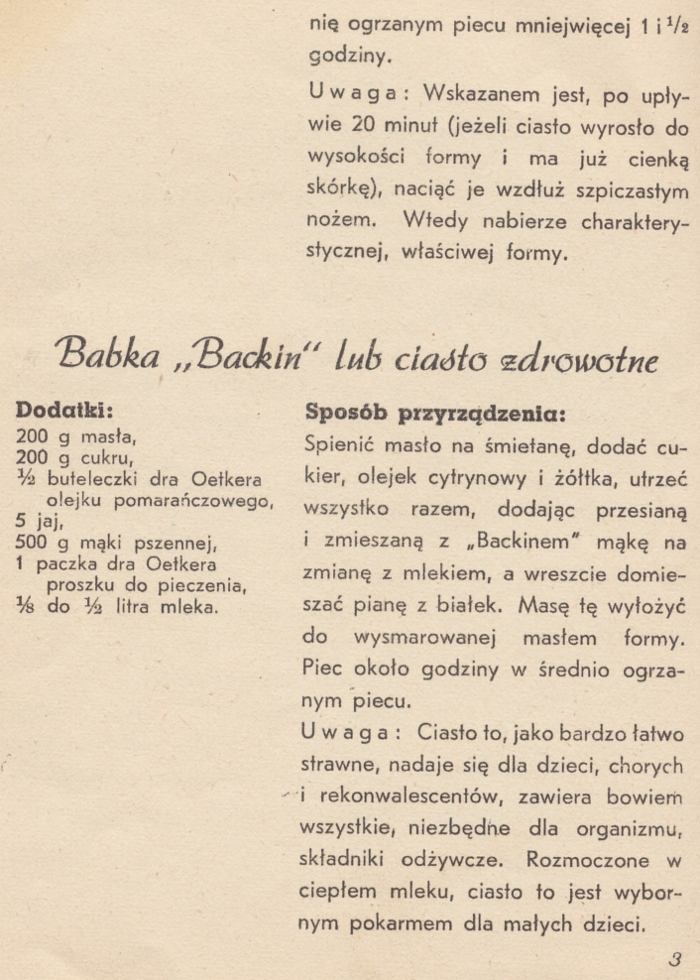 nię ogrzanym piecu mniejwięcej 1 i ½
godziny.
Uwaga: Wskazanem jest, po upły-
wie 20 minut (jeżeli ciasto wyrosło do
wysokości formy i ma już cienką
skórkę), naciąć je wzdłuż szpiczastym
nożem. Wtedy nabierze charaktery-
stycznej, właściwej formy.
Babka „Backin“ lub ciasto zdrowotne
Dodatki:
200 g masła,
200 g cukru,
½ buteleczki dra Oetkera
olejku pomarańczowego,
5 jaj,
500 g mąki pszennej,
1 paczka dra Oetkera
proszku do pieczenia,
⅛ do ½ litra mleka.
Sposób przyrządzenia:
Spienić masło na śmietanę, dodać cu-
kier, olejek cytrynowy i żółtka, utrzeć
wszystko razem, dodając przesianą
i zmieszaną z „Backinem” mąkę na
zmianę z mlekiem, a wreszcie domie-
szać pianę z białek. Masę tę wyłożyć
do wysmarowanej masłem formy.
Piec około godziny w średnio ogrza-
nym piecu.
Uwaga: Ciasto to, jako bardzo łatwo
strawne, nadaje się dla dzieci, chorych
i rekonwalescentów, zawiera bowiem
wszystkie, niezbędne dla organizmu,
składniki odżywcze. Rozmoczone w
ciepłem mleku, ciasto to jest wybor-
nym pokarmem dla małych dzieci.
3